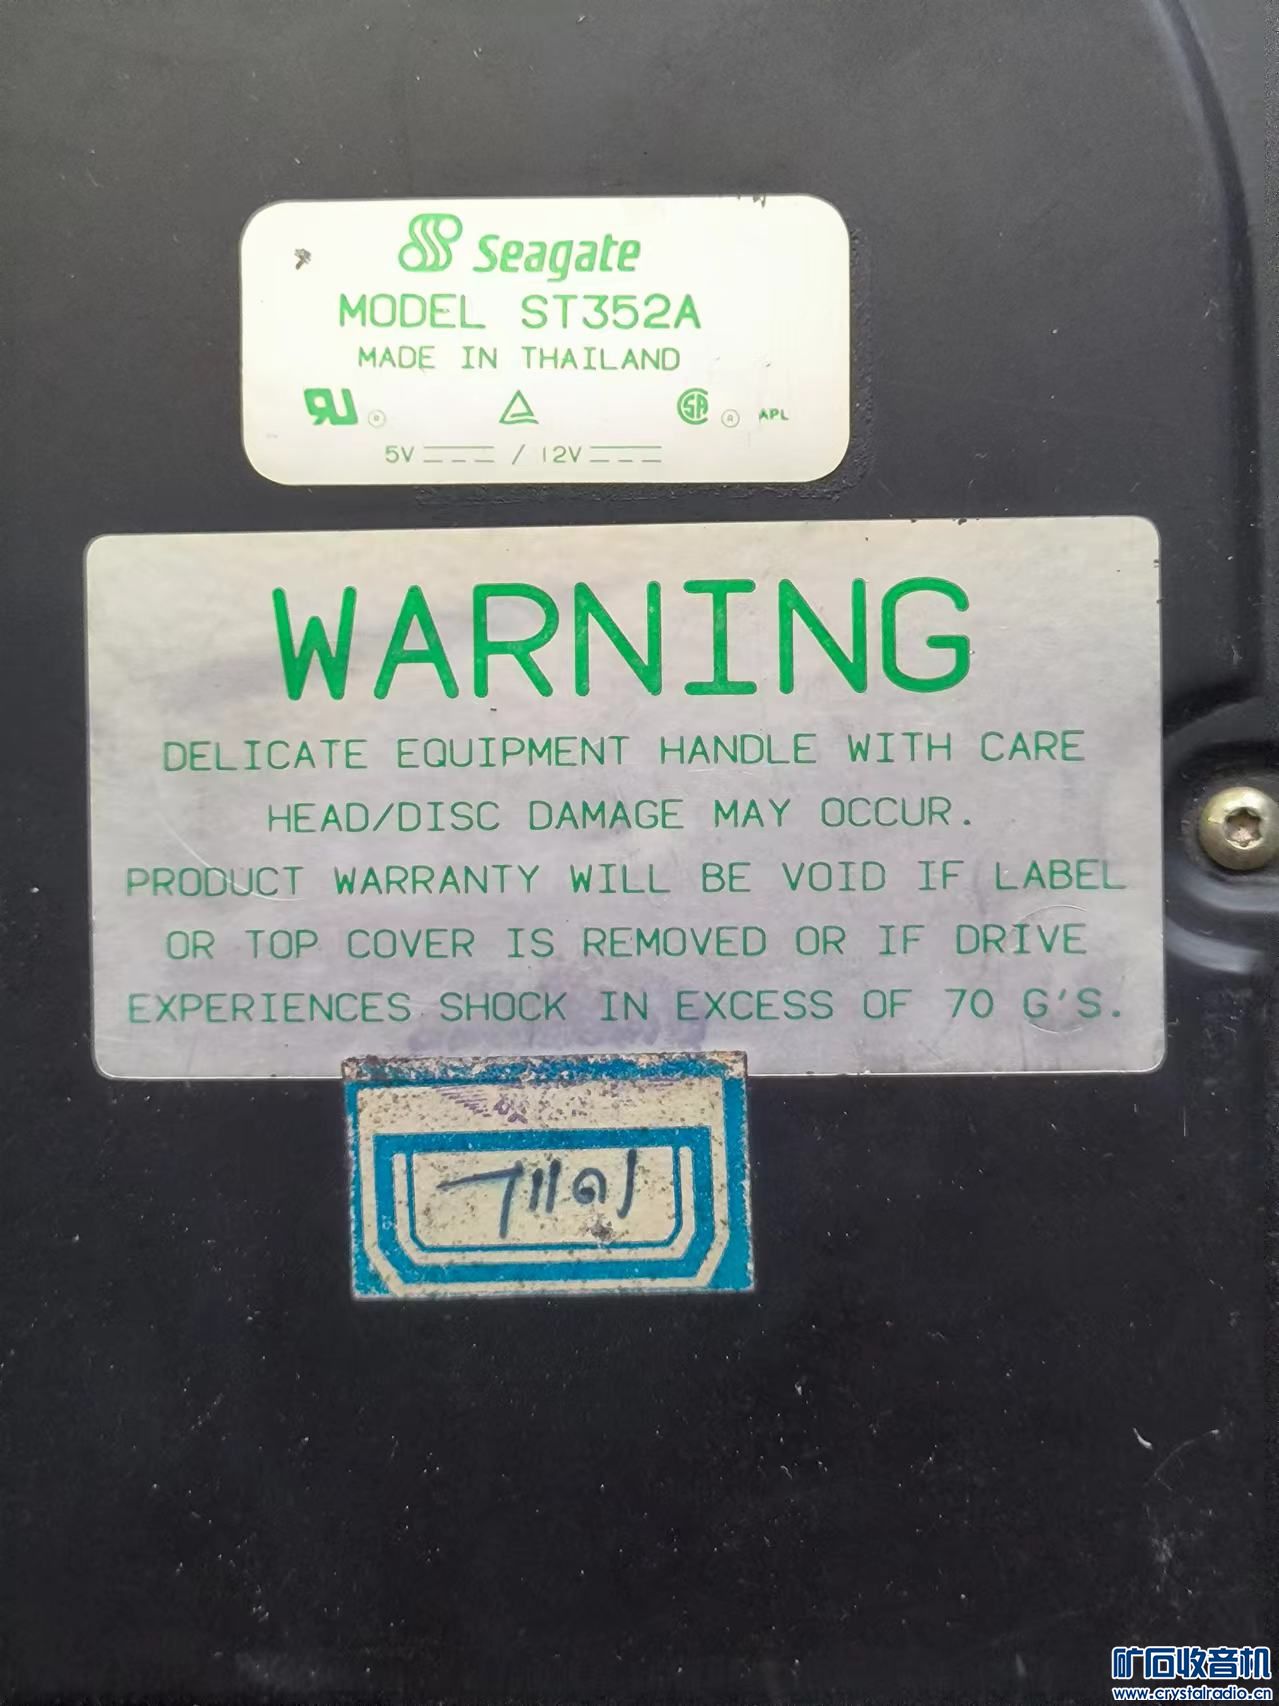 Seagate
MODEL ST352A
MADE IN THAILAND
® SA ® APL
5V / 12V
WARNING
DELICATE EQUIPMENT HANDLE WITH CARE
HEAD/DISC DAMAGE MAY OCCUR.
PRODUCT WARRANTY WILL BE VOID IF LABEL
OR TOP COVER IS REMOVED OR IF DRIVE
EXPERIENCES SHOCK IN EXCESS OF 70 G'S.
矿石收音机
www.crystalradio.cn